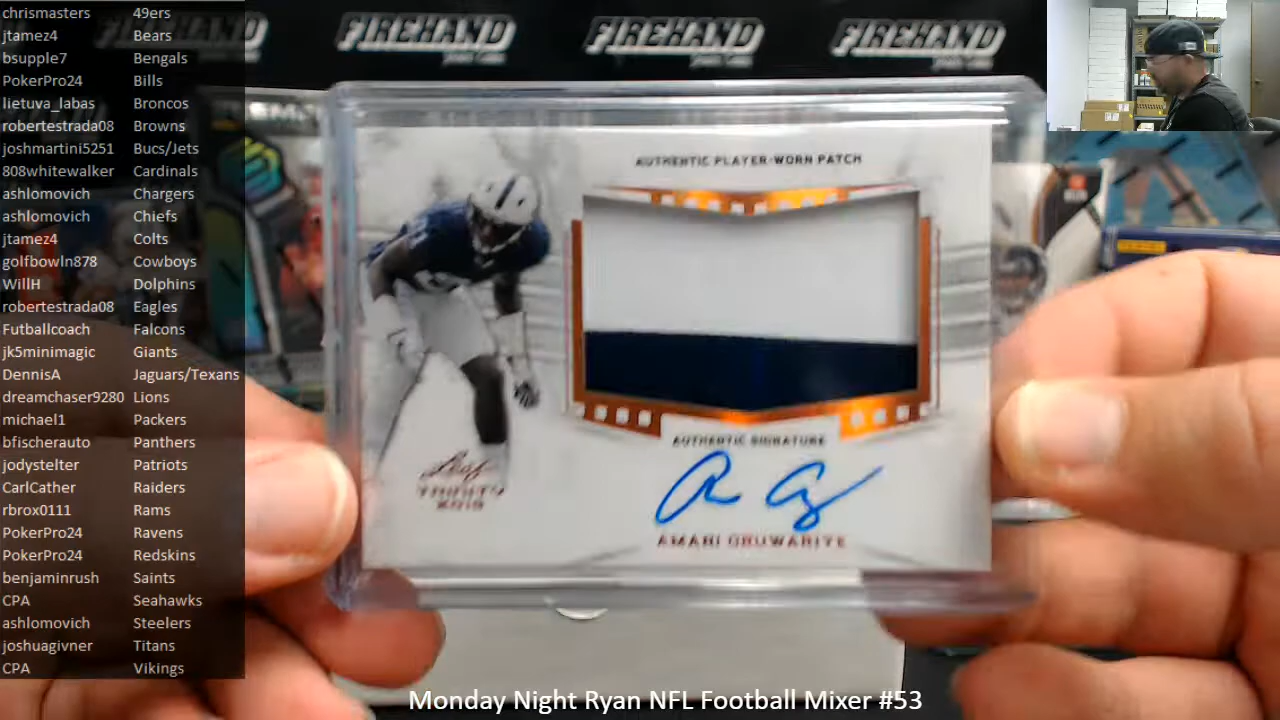 chrismasters 49ers
jtamez4 Bears
bsupple7 Bengals
PokerPro24 Bills
lietuva_labas Broncos
robertestrada08 Browns
joshmartini5251 Bucs/Jets
808whitewalker Cardinals
ashlomovich Chargers
ashlomovich Chiefs
jtamez4 Colts
golfbowln878 Cowboys
WillH Dolphins
robertestrada08 Eagles
Futballcoach Falcons
jk5minimagic Giants
DennisA Jaguars/Texans
dreamchaser9280 Lions
michael1 Packers
bfischerauto Panthers
jodystelter Patriots
CarlCather Raiders
rbrox0111 Rams
PokerPro24 Ravens
PokerPro24 Redskins
benjaminrush Saints
CPA Seahawks
ashlomovich Steelers
joshuagivner Titans
CPA Vikings
FIREHAND FIREHAND FIREHAND
AUTHENTIC PLAYER-WORN PATCH
AUTHENTIC SIGNATURE
Leaf
TRINITY
2019
AMANI ORUWARIYE
Monday Night Ryan NFL Football Mixer #53